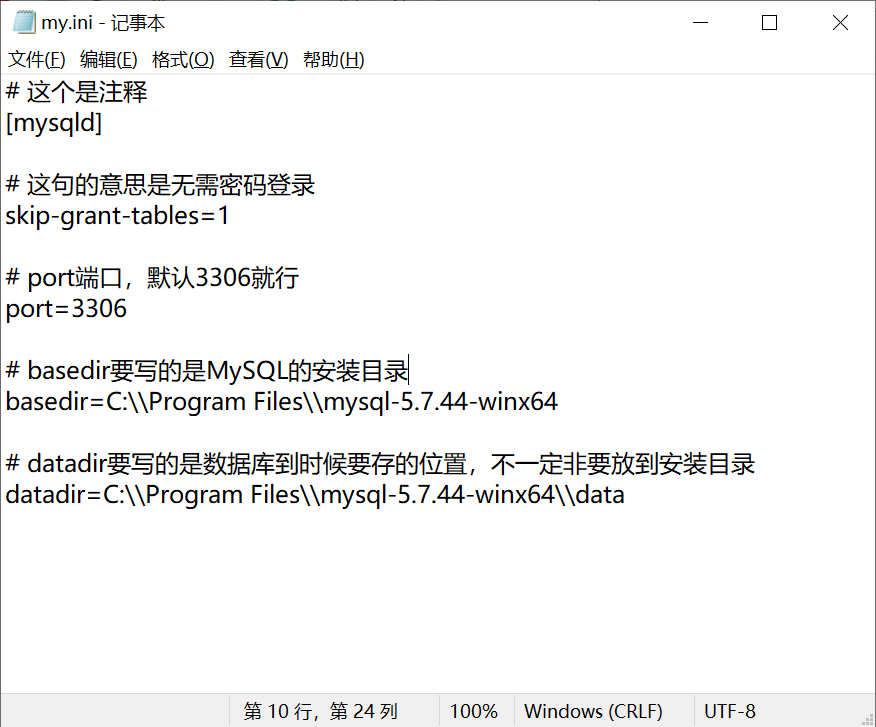 my.ini - 记事本
文件(F) 编辑(E) 格式(O) 查看(V) 帮助(H)
# 这个是注释
[mysqld]
# 这句的意思是无需密码登录
skip-grant-tables=1
# port端口，默认3306就行
port=3306
# basedir要写的是MySQL的安装目录
basedir=C:\\Program Files\\mysql-5.7.44-winx64
# datadir要写的是数据库到时候要存的位置，不一定非要放到安装目录
datadir=C:\\Program Files\\mysql-5.7.44-winx64\\data
第 10 行，第 24 列 100% Windows (CRLF) UTF-8